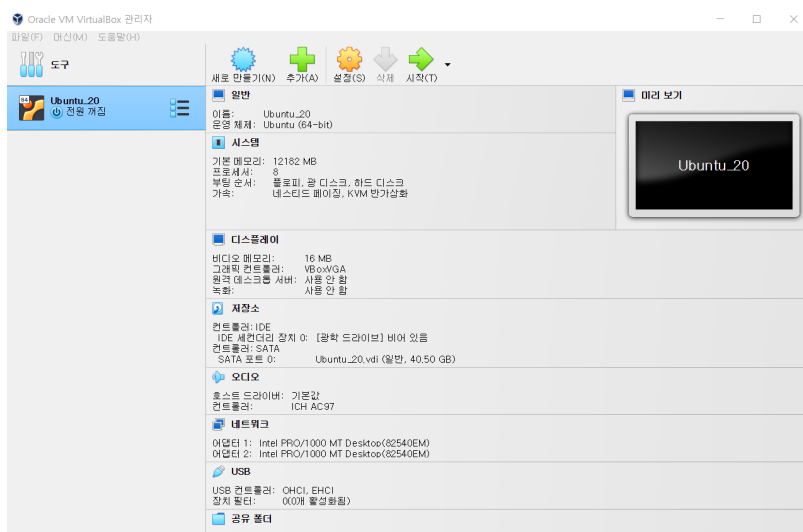 Oracle VM VirtualBox 관리자
파일(F) 머신(M) 도움말(H)
도구
새로 만들기(N) 추가(A) 설정(S) 삭제 시작(T)
64
Ubuntu_20
전원 꺼짐
일반
이름: Ubuntu_20
운영 체제: Ubuntu (64-bit)
미리 보기
Ubuntu_20
시스템
기본 메모리: 12182 MB
프로세서: 8
부팅 순서: 플로피, 광 디스크, 하드 디스크
가속: 네스티드 페이징, KVM 반가상화
디스플레이
비디오 메모리: 16 MB
그래픽 컨트롤러: VBoxVGA
원격 데스크톱 서버: 사용 안 함
녹화: 사용 안 함
저장소
컨트롤러: IDE
IDE 세컨더리 장치 0: [광학 드라이브] 비어 있음
컨트롤러: SATA
SATA 포트 0: Ubuntu_20.vdi (일반, 40,50 GB)
오디오
호스트 드라이버: 기본값
컨트롤러: ICH AC97
네트워크
어댑터 1: Intel PRO/1000 MT Desktop(82540EM)
어댑터 2: Intel PRO/1000 MT Desktop(82540EM)
USB
USB 컨트롤러: OHCI, EHCI
장치 필터: 0(0개 활성화됨)
공유 폴더